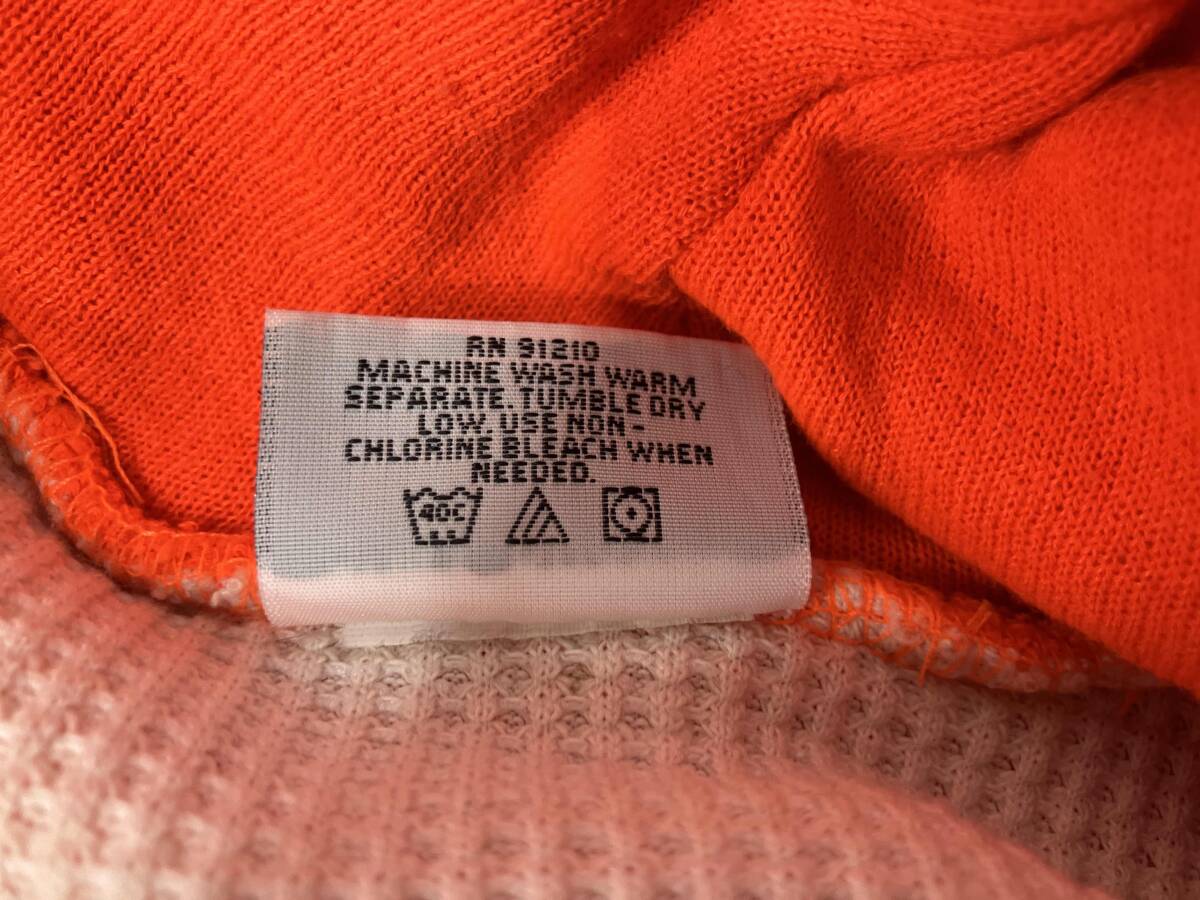 RN 91210
MACHINE WASH WARM
SEPARATE. TUMBLE DRY
LOW. USE NON-
CHLORINE BLEACH WHEN
NEEDED.
40C